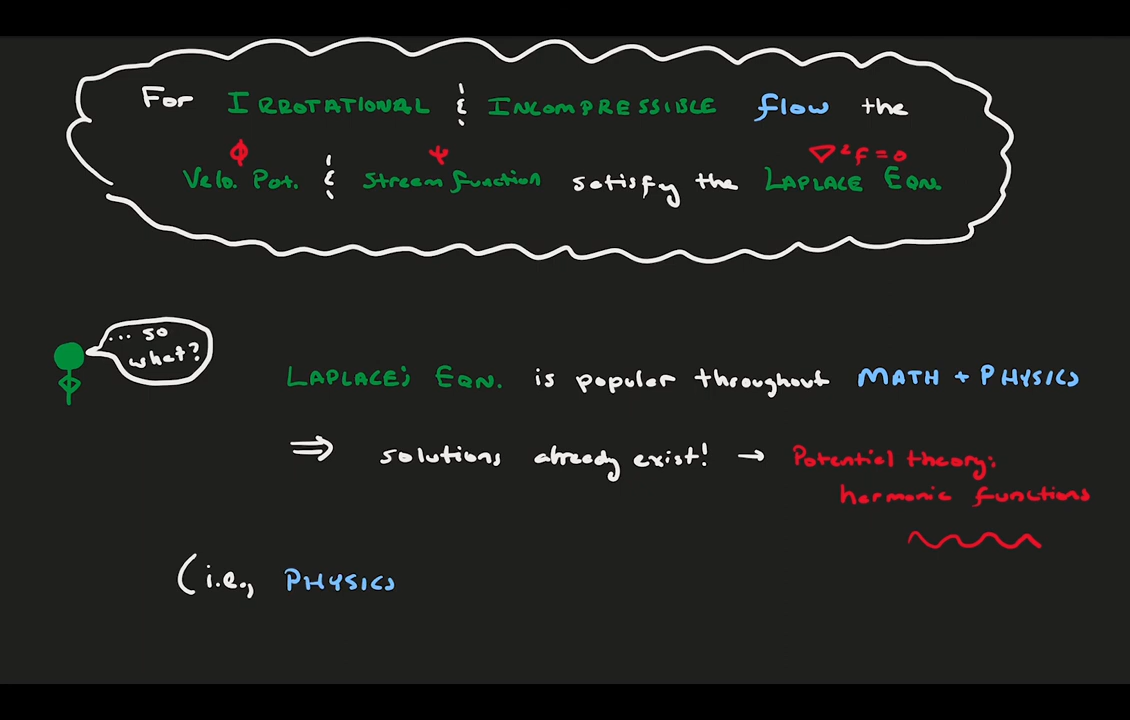 For IRROTATIONAL & INCOMPRESSIBLE flow the
Φ Ψ ∇²f=0
Velo. Pot. & Stream function satisfy the LAPLACE EQN.
... so
what?
LAPLACE's EQN. is popular throughout MATH + PHYSICS
⇒ solutions already exist! → Potential theory:
harmonic functions
(i.e., PHYSICS